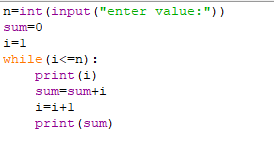 n=int(input("enter value:"))
sum=0
i=1
while(i<=n):
    print(i)
    sum=sum+i
    i=i+1
    print(sum)